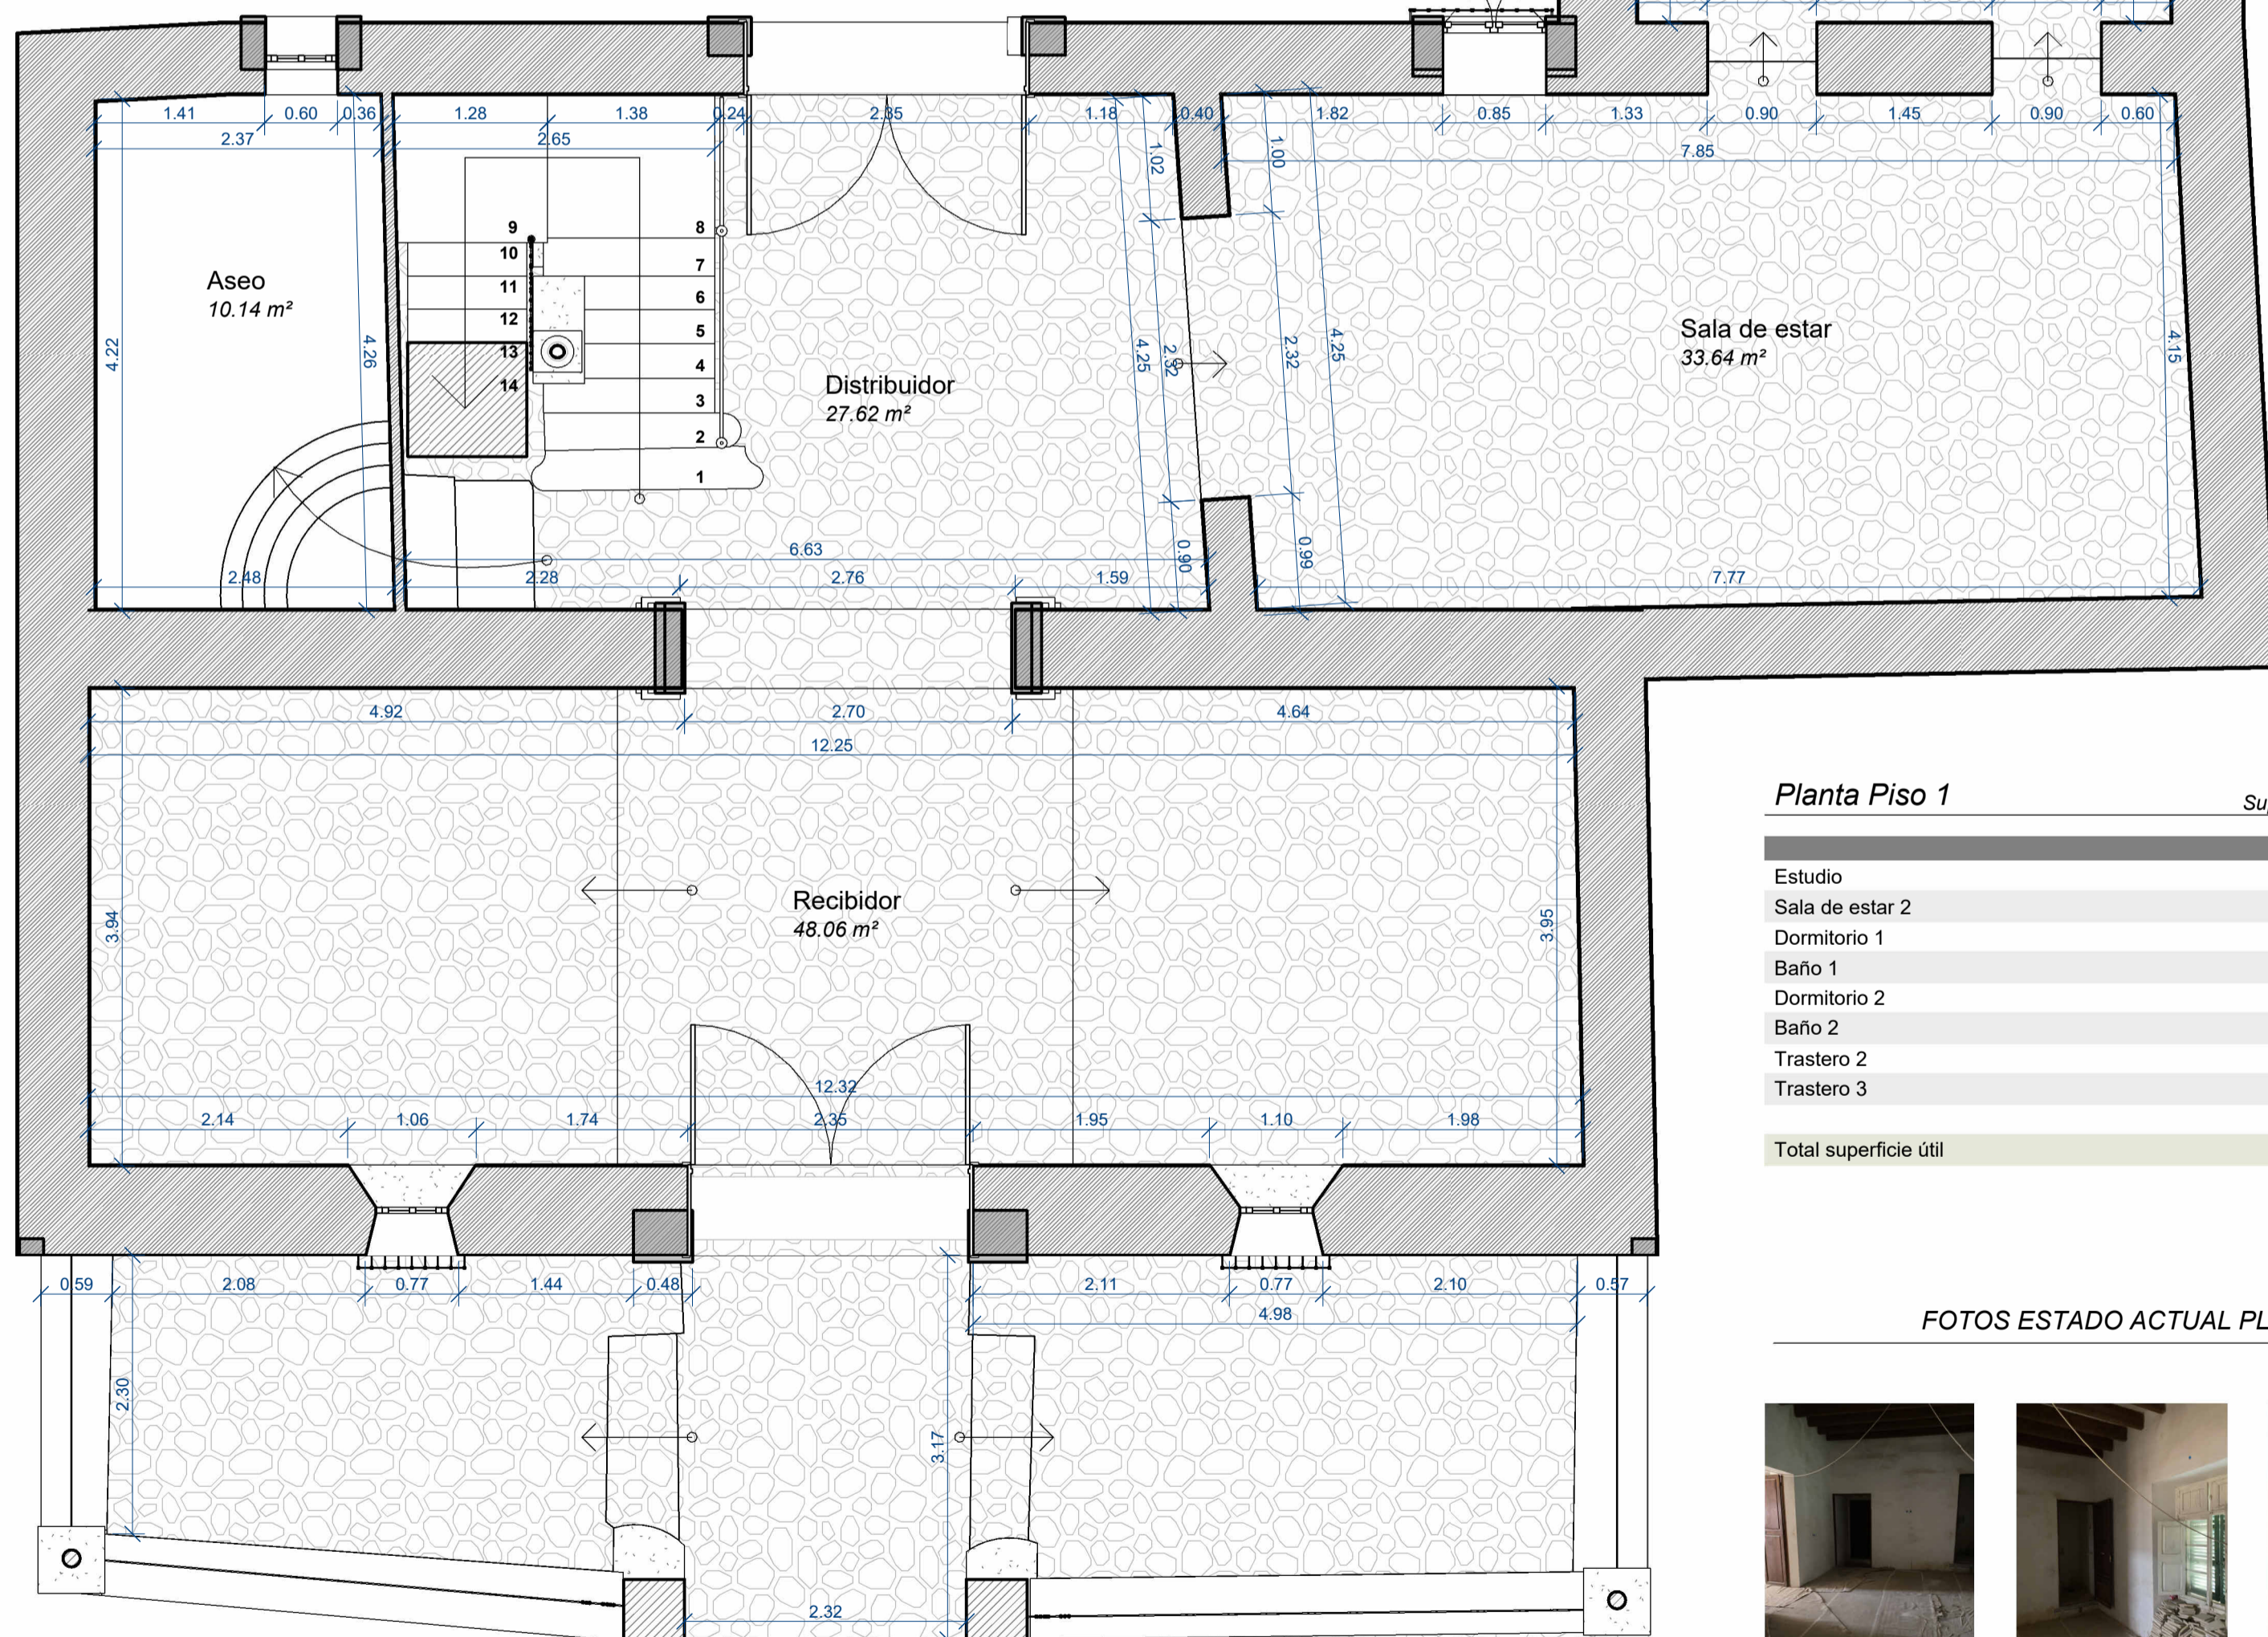 1.41 0.60 0.36 1.28 1.38 0.24 2.35 1.18 0.40 1.82 0.85 1.33 0.90 1.45 0.90 0.60
2.37 2.65 7.85
1.02 1.00
9 8
10 7
11 6
12 5
13 4
14 3
2
1
Aseo
10.14 m²
4.22 4.26
Distribuidor
27.62 m²
4.25 2.32 2.32 4.25
Sala de estar
33.64 m²
4.15
0.90 0.99
6.63
2.48 2.28 2.76 1.59 7.77
4.92 2.70 4.64
12.25
3.94 3.95
Recibidor
48.06 m²
12.32
2.14 1.06 1.74 2.35 1.95 1.10 1.98
0.59 2.08 0.77 1.44 0.48 2.11 0.77 2.10 0.57
4.98
2.30 3.17
2.32
Planta Piso 1
Estudio
Sala de estar 2
Dormitorio 1
Baño 1
Dormitorio 2
Baño 2
Trastero 2
Trastero 3
Total superficie útil
FOTOS ESTADO ACTUAL